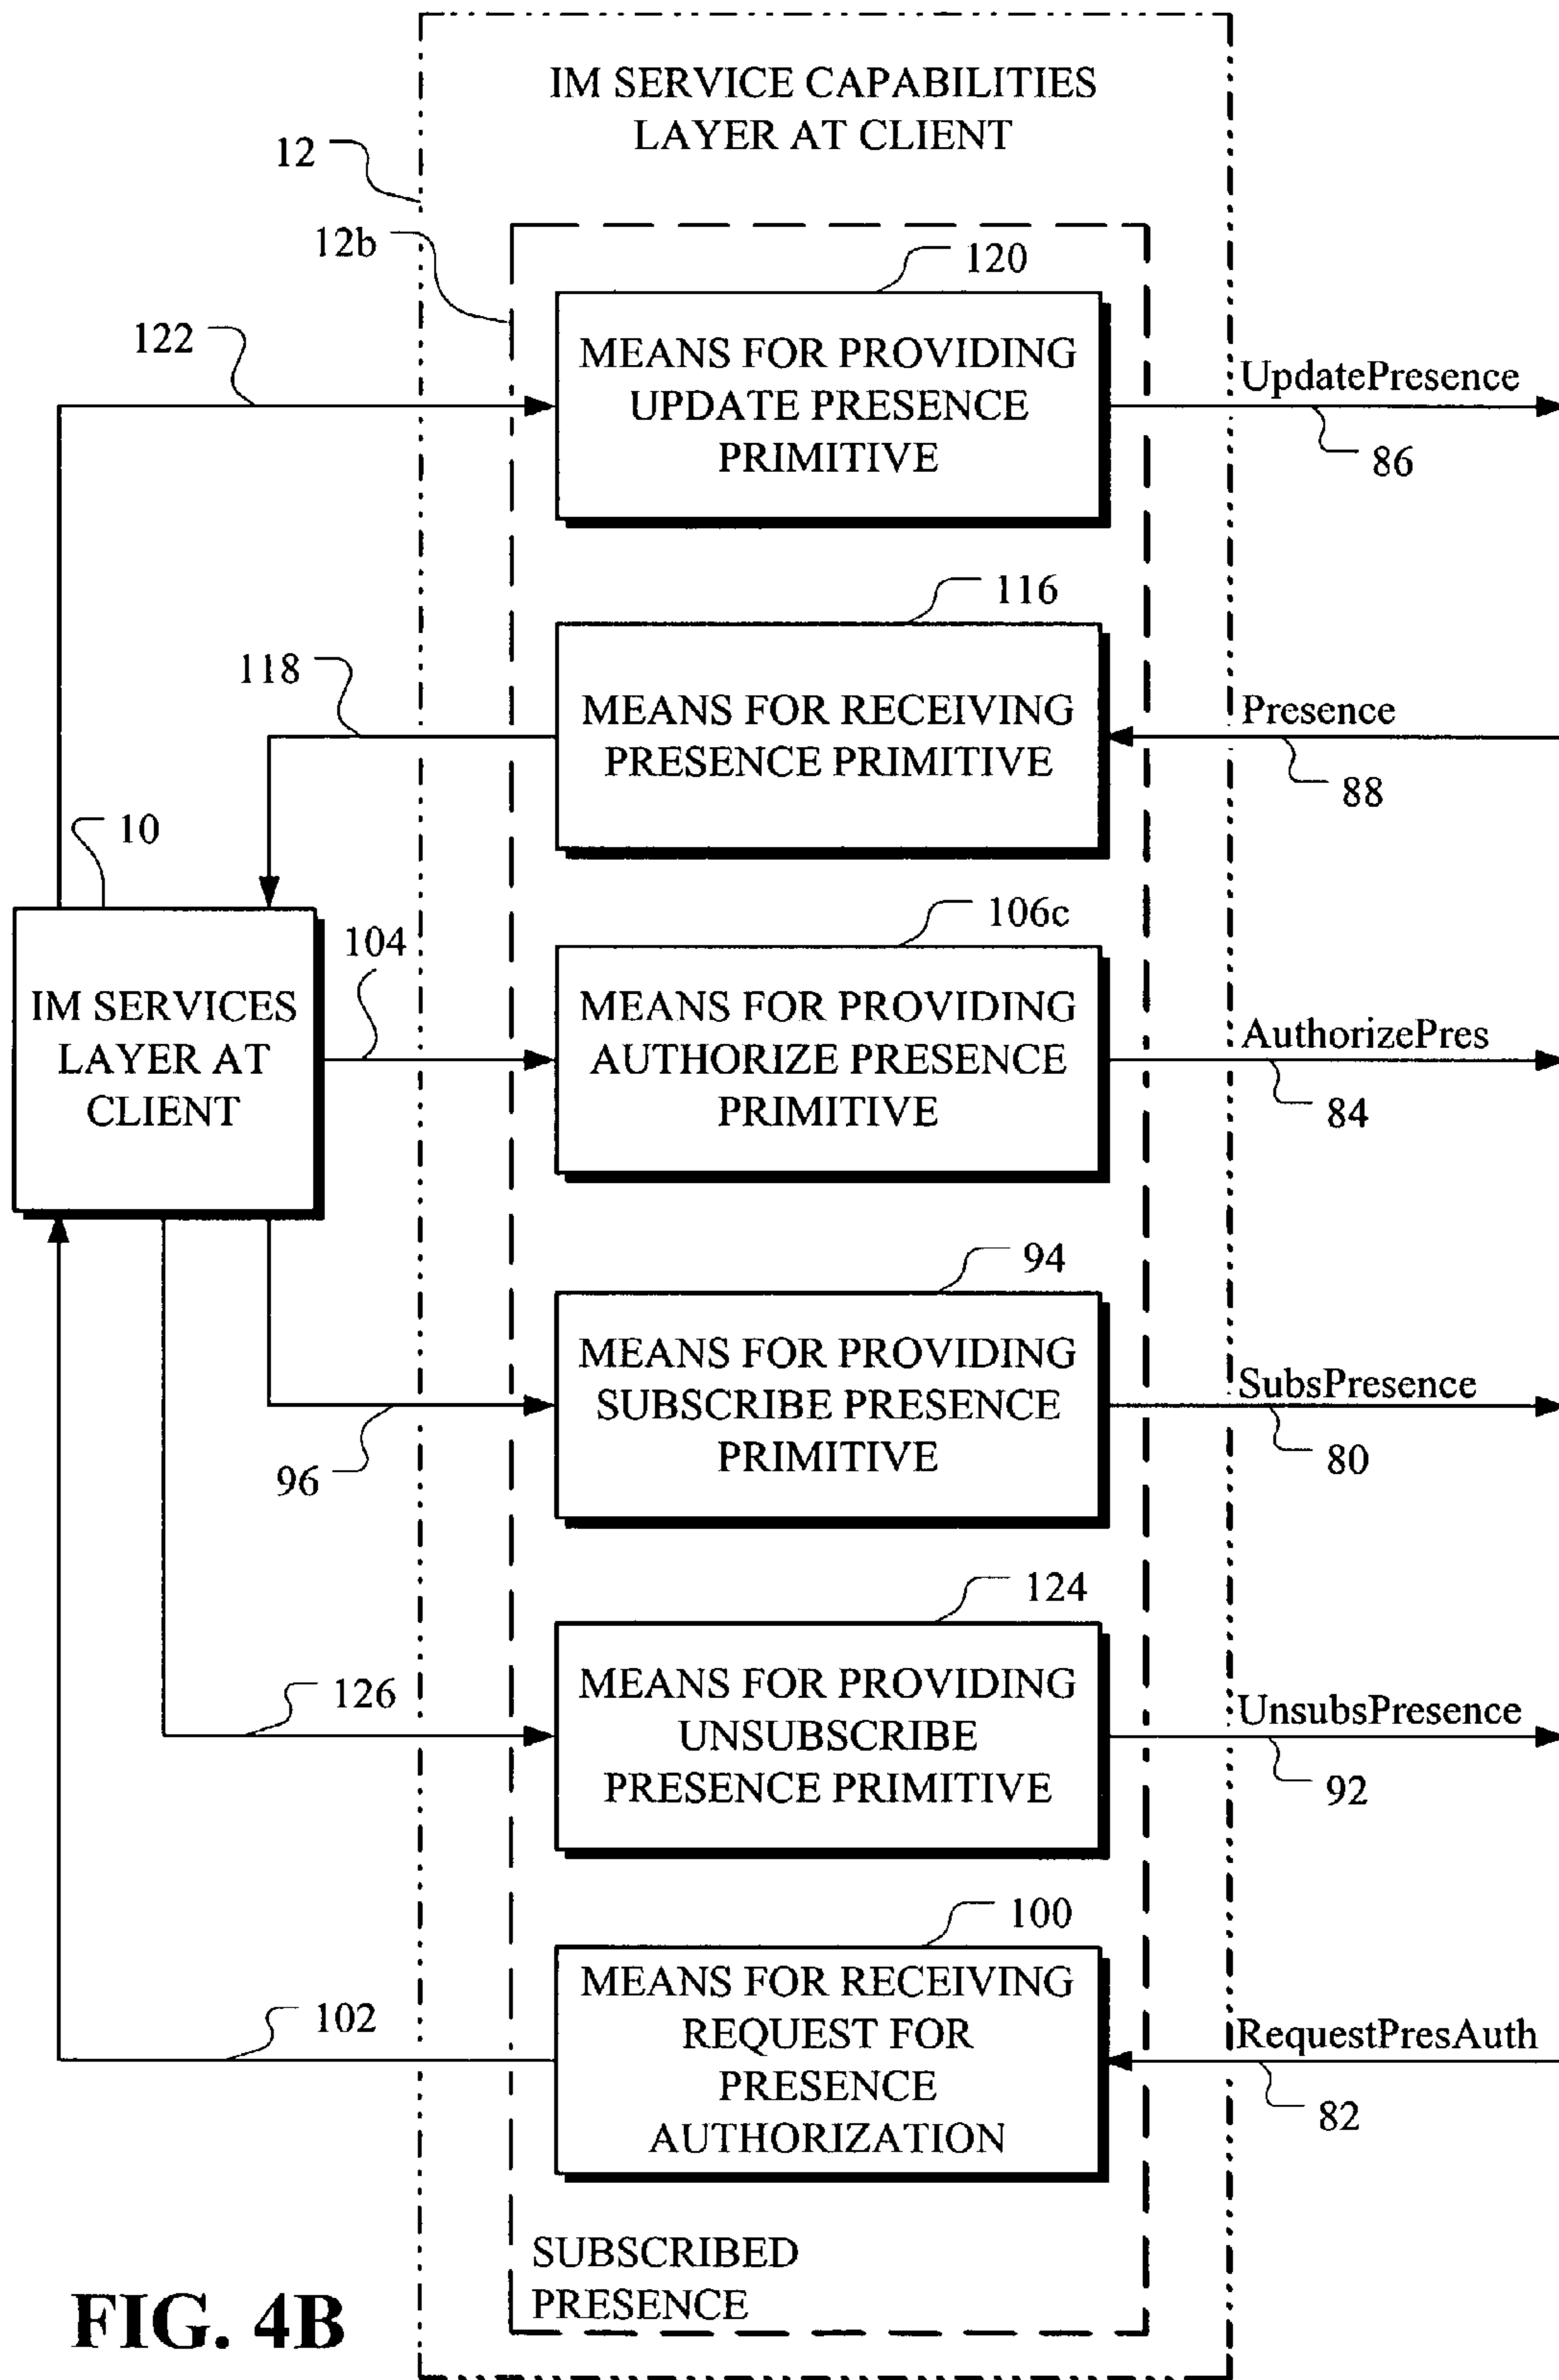 IM SERVICE CAPABILITIES
LAYER AT CLIENT
12
12b
120
122
MEANS FOR PROVIDING
UPDATE PRESENCE
PRIMITIVE
UpdatePresence
86
116
118
MEANS FOR RECEIVING
PRESENCE PRIMITIVE
Presence
88
10
IM SERVICES
LAYER AT
CLIENT
104
106c
MEANS FOR PROVIDING
AUTHORIZE PRESENCE
PRIMITIVE
AuthorizePres
84
94
MEANS FOR PROVIDING
SUBSCRIBE PRESENCE
PRIMITIVE
96
SubsPresence
80
124
126
MEANS FOR PROVIDING
UNSUBSCRIBE
PRESENCE PRIMITIVE
UnsubsPresence
92
100
102
MEANS FOR RECEIVING
REQUEST FOR
PRESENCE
AUTHORIZATION
RequestPresAuth
82
SUBSCRIBED
PRESENCE
FIG. 4B